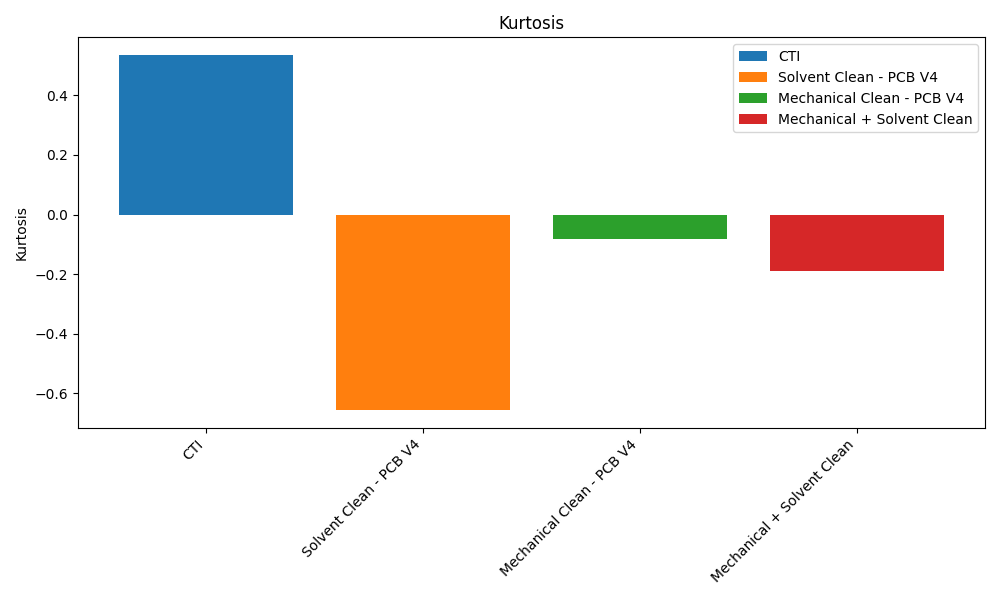 Kurtosis
CTI
Solvent Clean - PCB V4
Mechanical Clean - PCB V4
Mechanical + Solvent Clean
Kurtosis
0.4
0.2
0.0
−0.2
−0.4
−0.6
CTI
Solvent Clean - PCB V4
Mechanical Clean - PCB V4
Mechanical + Solvent Clean